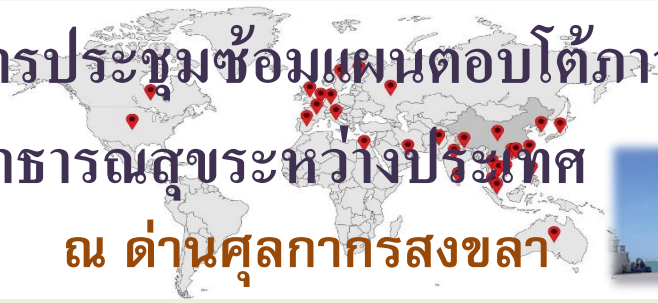 ารประชุมซ้อมแผนตอบโต้ภาว
าธารณสุขระหว่างประเทศ
ณ ด่านศุลกากรสงขลา